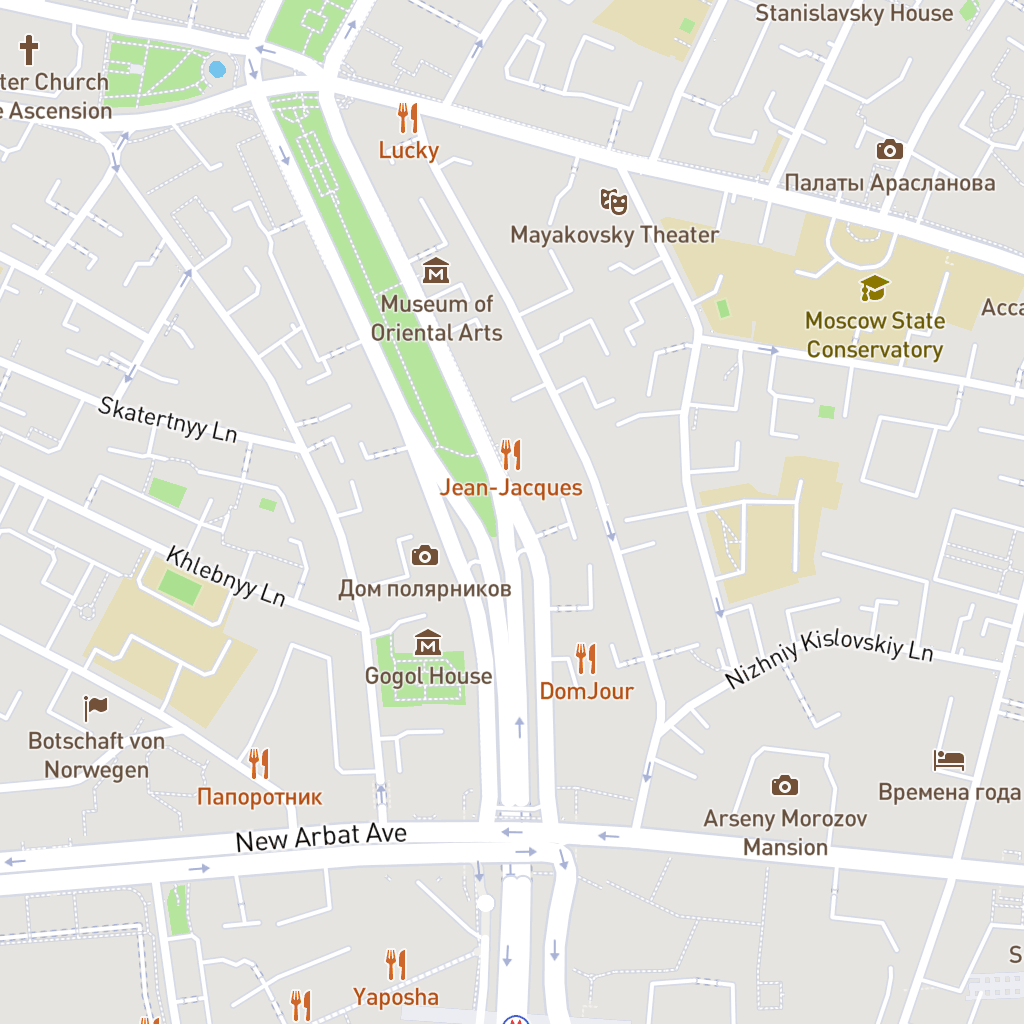 Stanislavsky House
ter Church
e Ascension
Lucky
Палаты Арасланова
Mayakovsky Theater
Museum of
Oriental Arts
Moscow State
Conservatory
Acca
Skatertnyy Ln
Jean-Jacques
Khlebnyy Ln
Дом полярников
Gogol House
Nizhniy Kislovskiy Ln
DomJour
Botschaft von
Norwegen
Папоротник
Времена года
Arseny Morozov
Mansion
New Arbat Ave
Yaposha
S